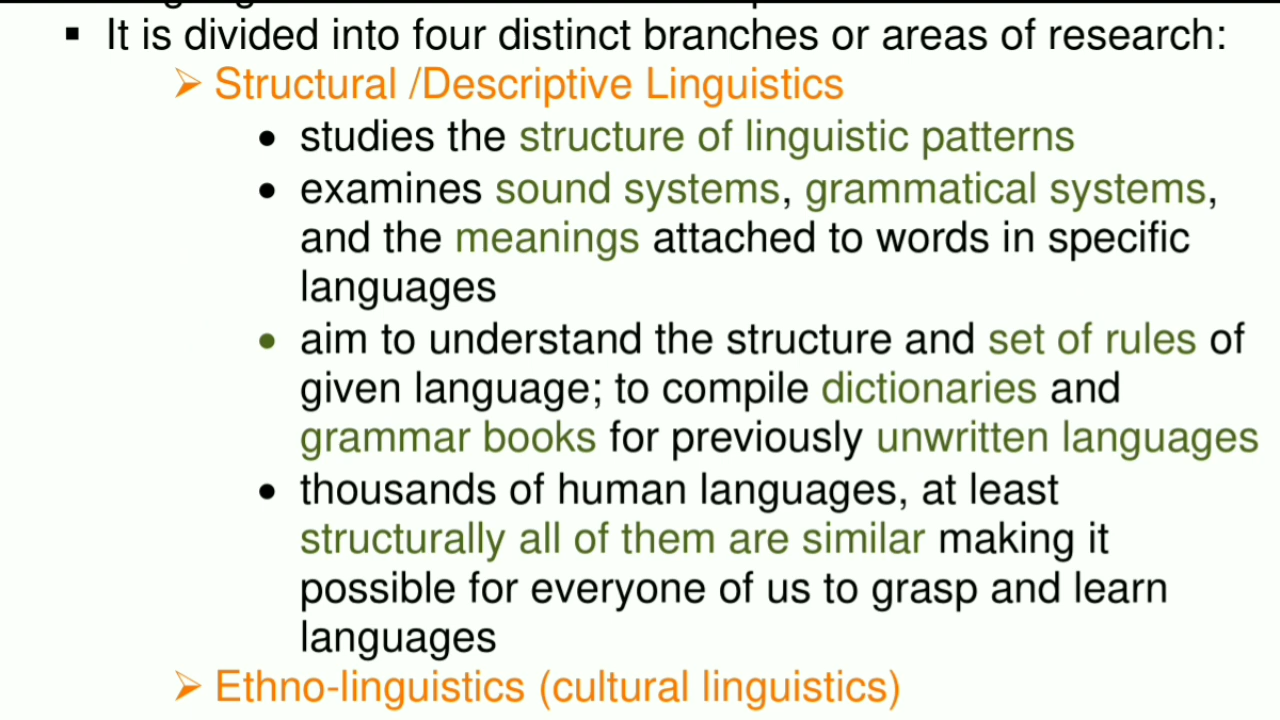 ▪ It is divided into four distinct branches or areas of research:
➢ Structural /Descriptive Linguistics
• studies the structure of linguistic patterns
• examines sound systems, grammatical systems,
and the meanings attached to words in specific
languages
• aim to understand the structure and set of rules of
given language; to compile dictionaries and
grammar books for previously unwritten languages
• thousands of human languages, at least
structurally all of them are similar making it
possible for everyone of us to grasp and learn
languages
➢ Ethno-linguistics (cultural linguistics)